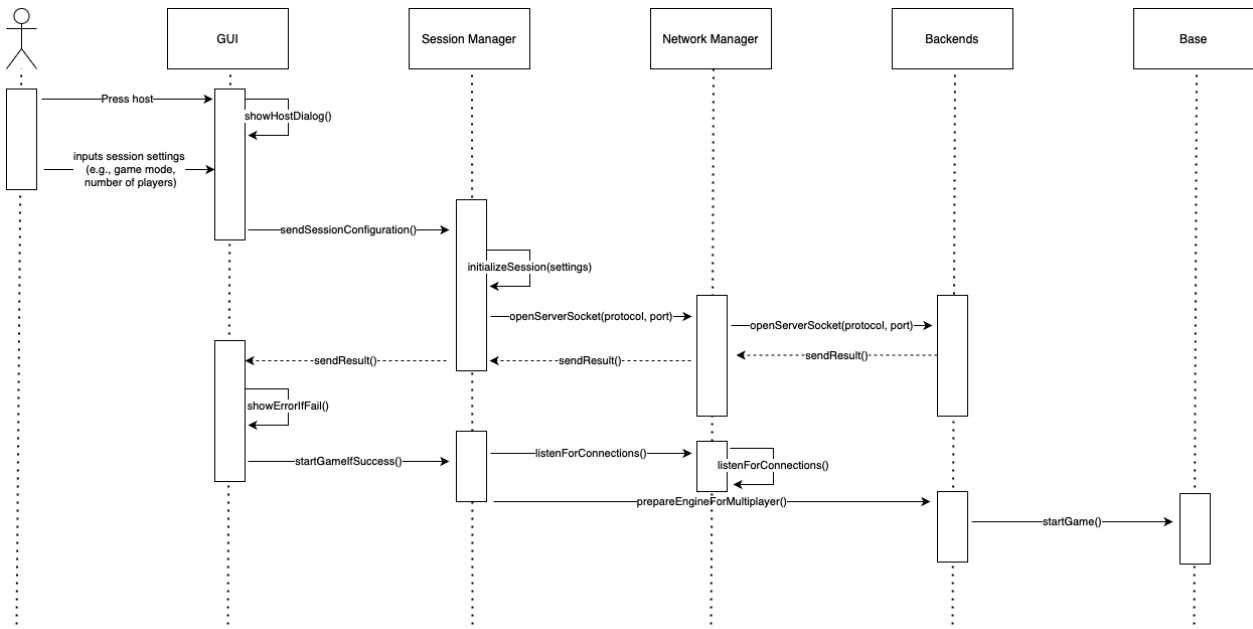 GUI
Session Manager
Network Manager
Backends
Base
Press host
showHostDialog()
inputs session settings
(e.g., game mode,
number of players)
sendSessionConfiguration()
initializeSession(settings)
openServerSocket(protocol, port)
openServerSocket(protocol, port)
sendResult()
sendResult()
sendResult()
showErrorIfFail()
startGameIfSuccess()
listenForConnections()
listenForConnections()
prepareEngineForMultiplayer()
startGame()